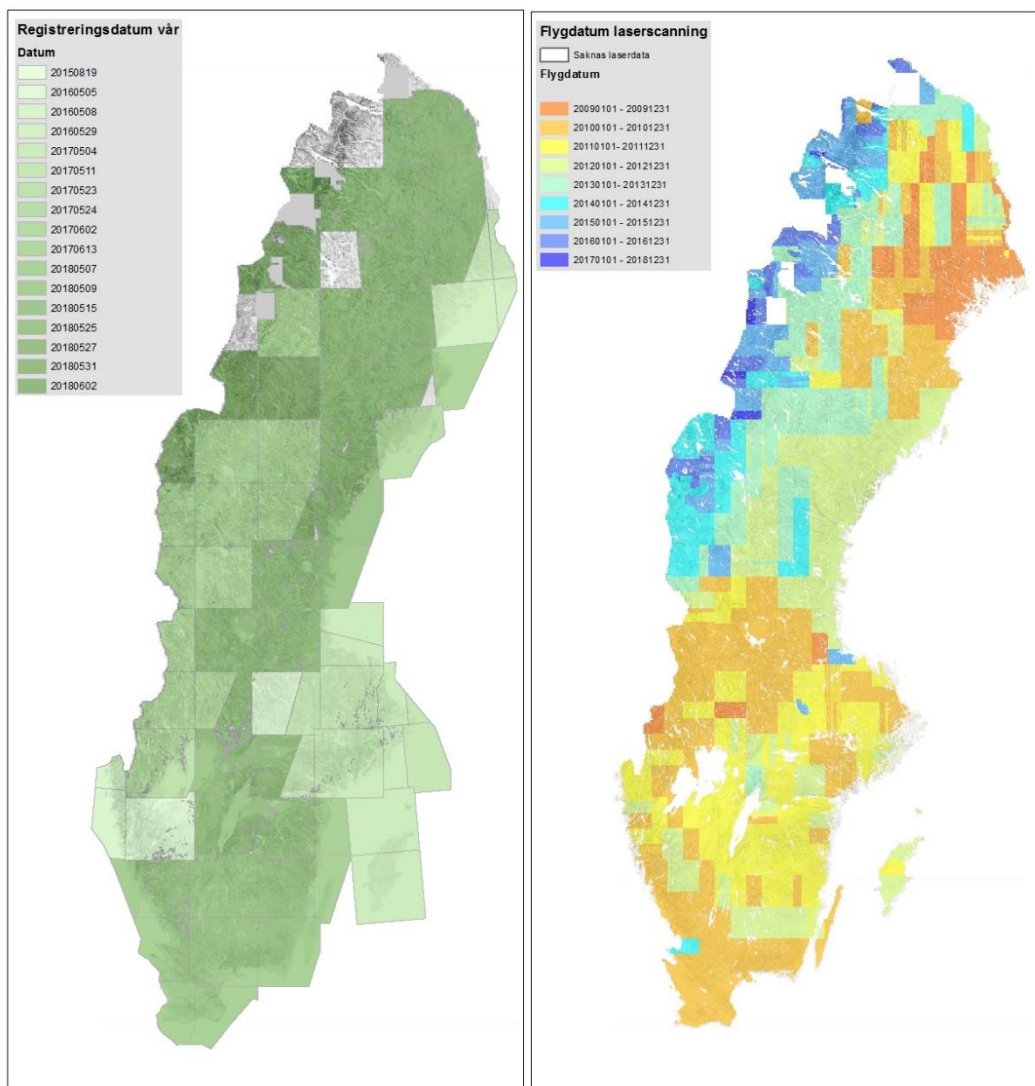 Registreringsdatum vår
Datum
20150819
20160505
20160508
20160529
20170504
20170511
20170523
20170524
20170602
20170613
20180507
20180509
20180515
20180525
20180527
20180531
20180602
Flygdatum laserscanning
Saknas laserdata
Flygdatum
20090101 - 20091231
20100101 - 20101231
20110101- 20111231
20120101 - 20121231
20130101- 20131231
20140101 - 20141231
20150101 - 20151231
20160101 - 20161231
20170101 - 20181231